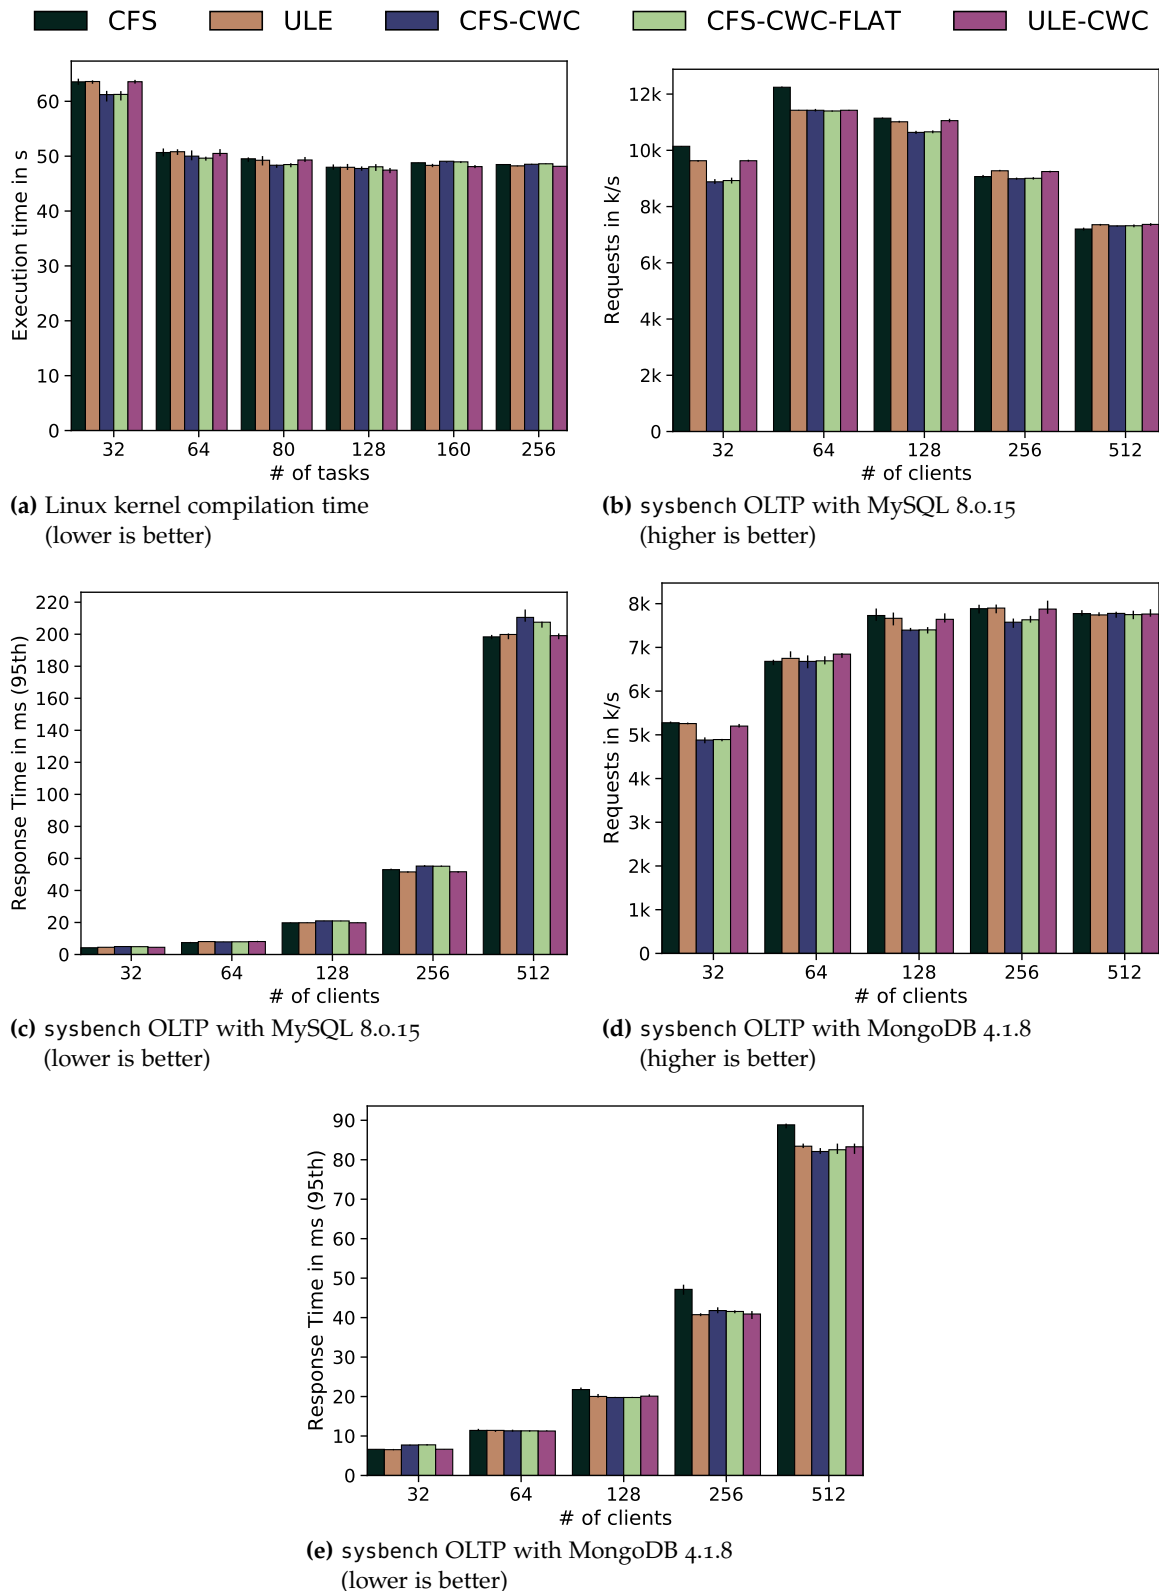 CFS ULE CFS-CWC CFS-CWC-FLAT ULE-CWC
Execution time in s
60
50
40
30
20
10
0
32 64 80 128 160 256
# of tasks
(a) Linux kernel compilation time
(lower is better)
Requests in k/s
12k
10k
8k
6k
4k
2k
0
32 64 128 256 512
# of clients
(b) sysbench OLTP with MySQL 8.0.15
(higher is better)
Response Time in ms (95th)
220
200
180
160
140
120
100
80
60
40
20
0
32 64 128 256 512
# of clients
(c) sysbench OLTP with MySQL 8.0.15
(lower is better)
Requests in k/s
8k
7k
6k
5k
4k
3k
2k
1k
0
32 64 128 256 512
# of clients
(d) sysbench OLTP with MongoDB 4.1.8
(higher is better)
Response Time in ms (95th)
90
80
70
60
50
40
30
20
10
0
32 64 128 256 512
# of clients
(e) sysbench OLTP with MongoDB 4.1.8
(lower is better)